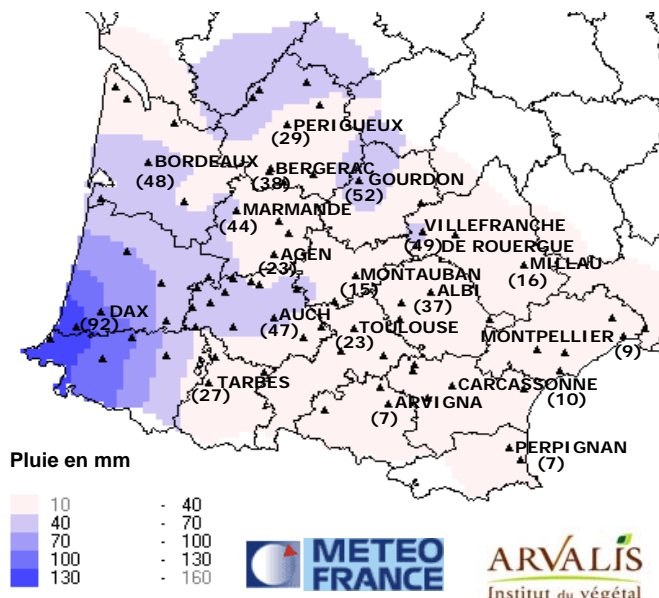 PERIGUEUX
(29)
BORDEAUX
(48)
BERGERAC
(38)
GOURDON
(52)
MARMANDE
(44)
VILLEFRANCHE
(49) DE ROUERGUE
AGEN
(23)
MILLAU
(16)
MONTAUBAN
(15)
ALBI
(37)
DAX
(92)
AUCH
(47)
TOULOUSE
(23)
MONTPELLIER
(9)
TARBES
(27)
CARCASSONNE
(10)
ARVIGNA
(7)
PERPIGNAN
(7)
Pluie en mm
10 - 40
40 - 70
70 - 100
100 - 130
130 - 160
METEO
FRANCE
ARVALIS
Institut du végétal